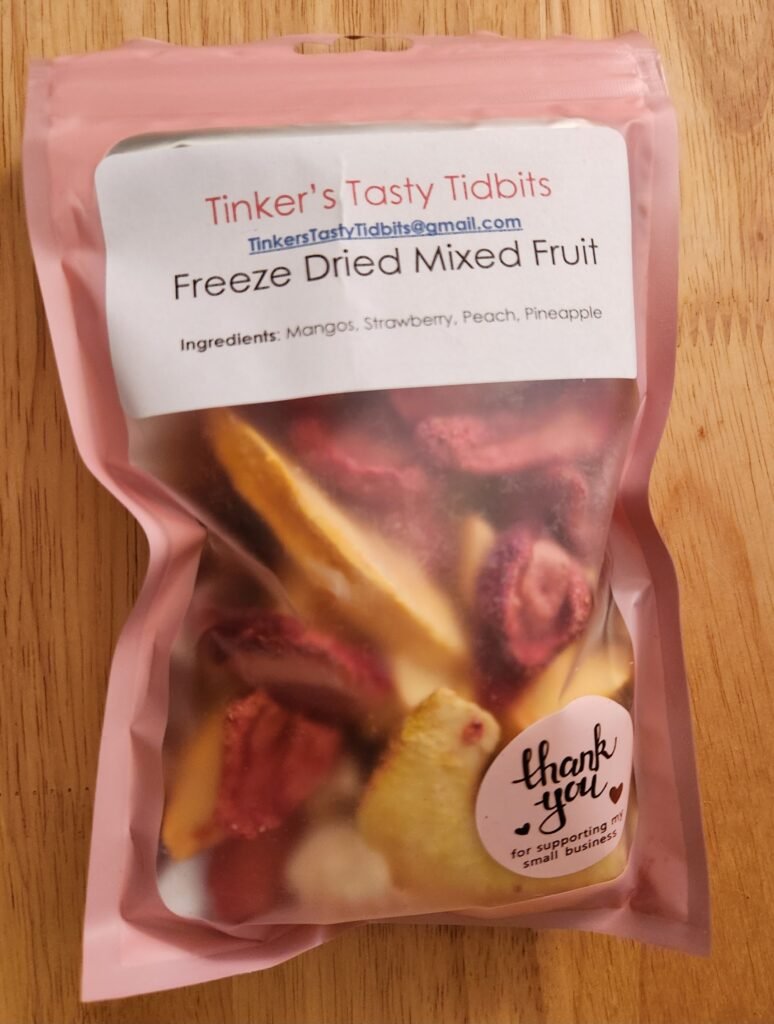 Tinker's Tasty Tidbits
TinkersTastyTidbits@gmail.com
Freeze Dried Mixed Fruit
Ingredients: Mangos, Strawberry, Peach, Pineapple
thank
you
for supporting my
small business